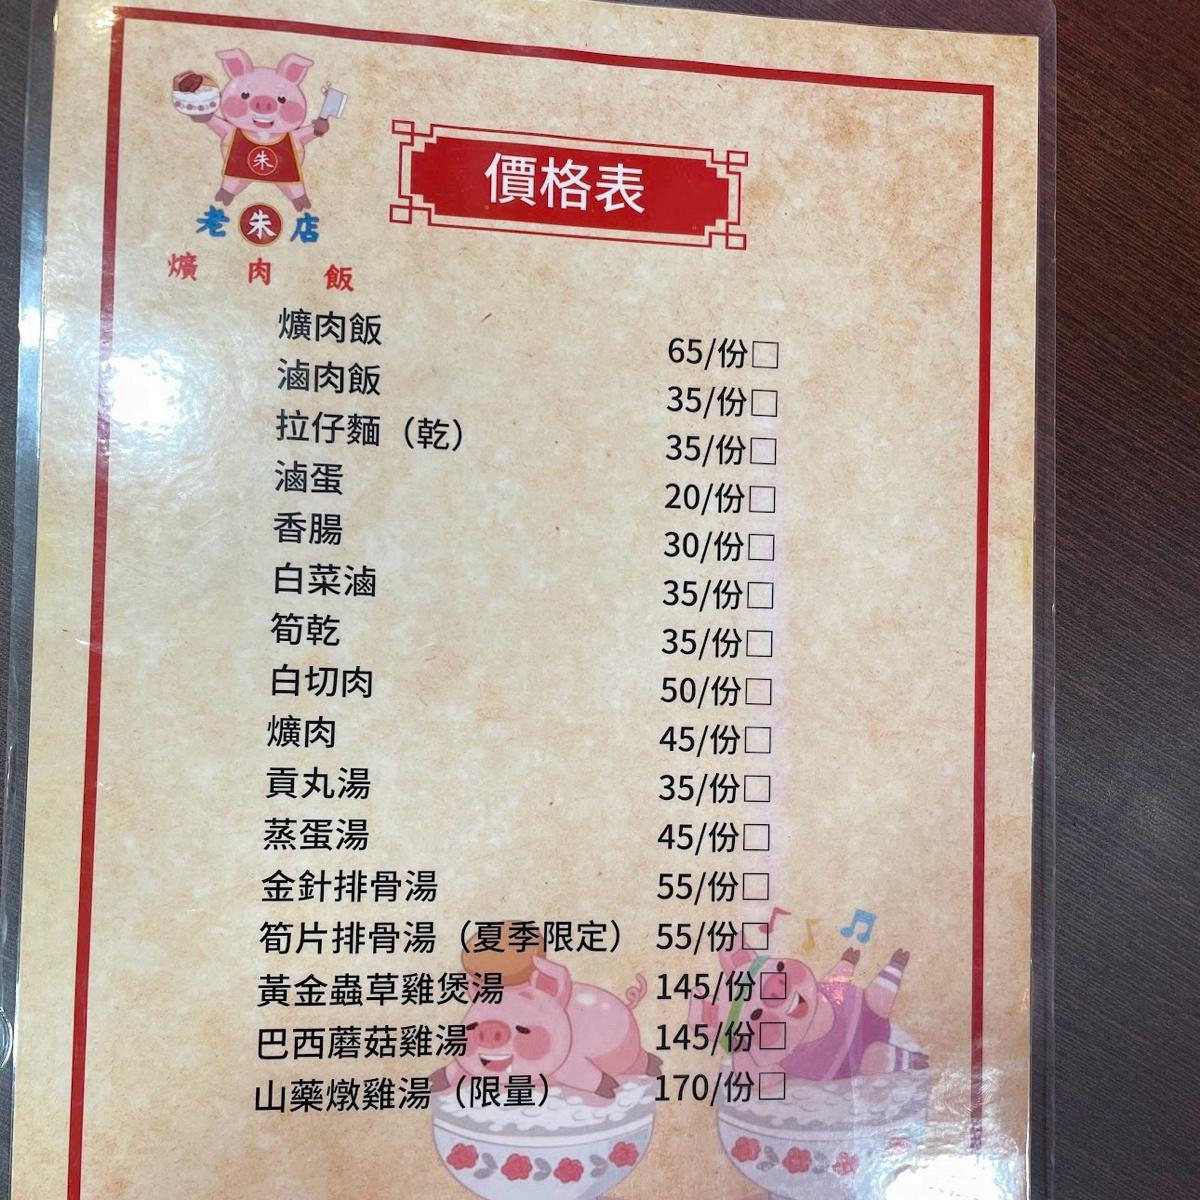 朱
老朱店
爌肉飯
價格表
爌肉飯 65/份□
滷肉飯 35/份□
拉仔麵（乾） 35/份□
滷蛋 20/份□
香腸 30/份□
白菜滷 35/份□
筍乾 35/份□
白切肉 50/份□
爌肉 45/份□
貢丸湯 35/份□
蒸蛋湯 45/份□
金針排骨湯 55/份□
筍片排骨湯（夏季限定） 55/份□
黃金蟲草雞煲湯 145/份□
巴西蘑菇雞湯 145/份□
山藥燉雞湯（限量） 170/份□